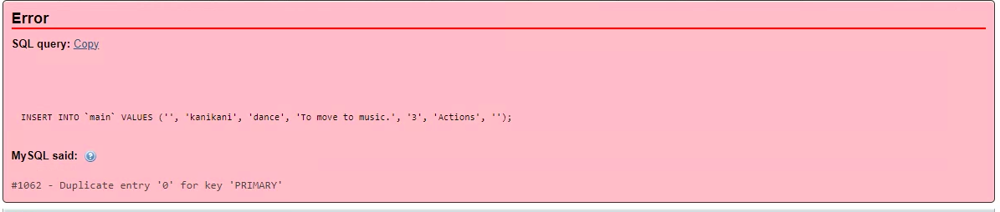 Error
SQL query: Copy
INSERT INTO `main` VALUES ('', 'kanikani', 'dance', 'To move to music.', '3', 'Actions', '');
MySQL said:
#1062 - Duplicate entry '0' for key 'PRIMARY'